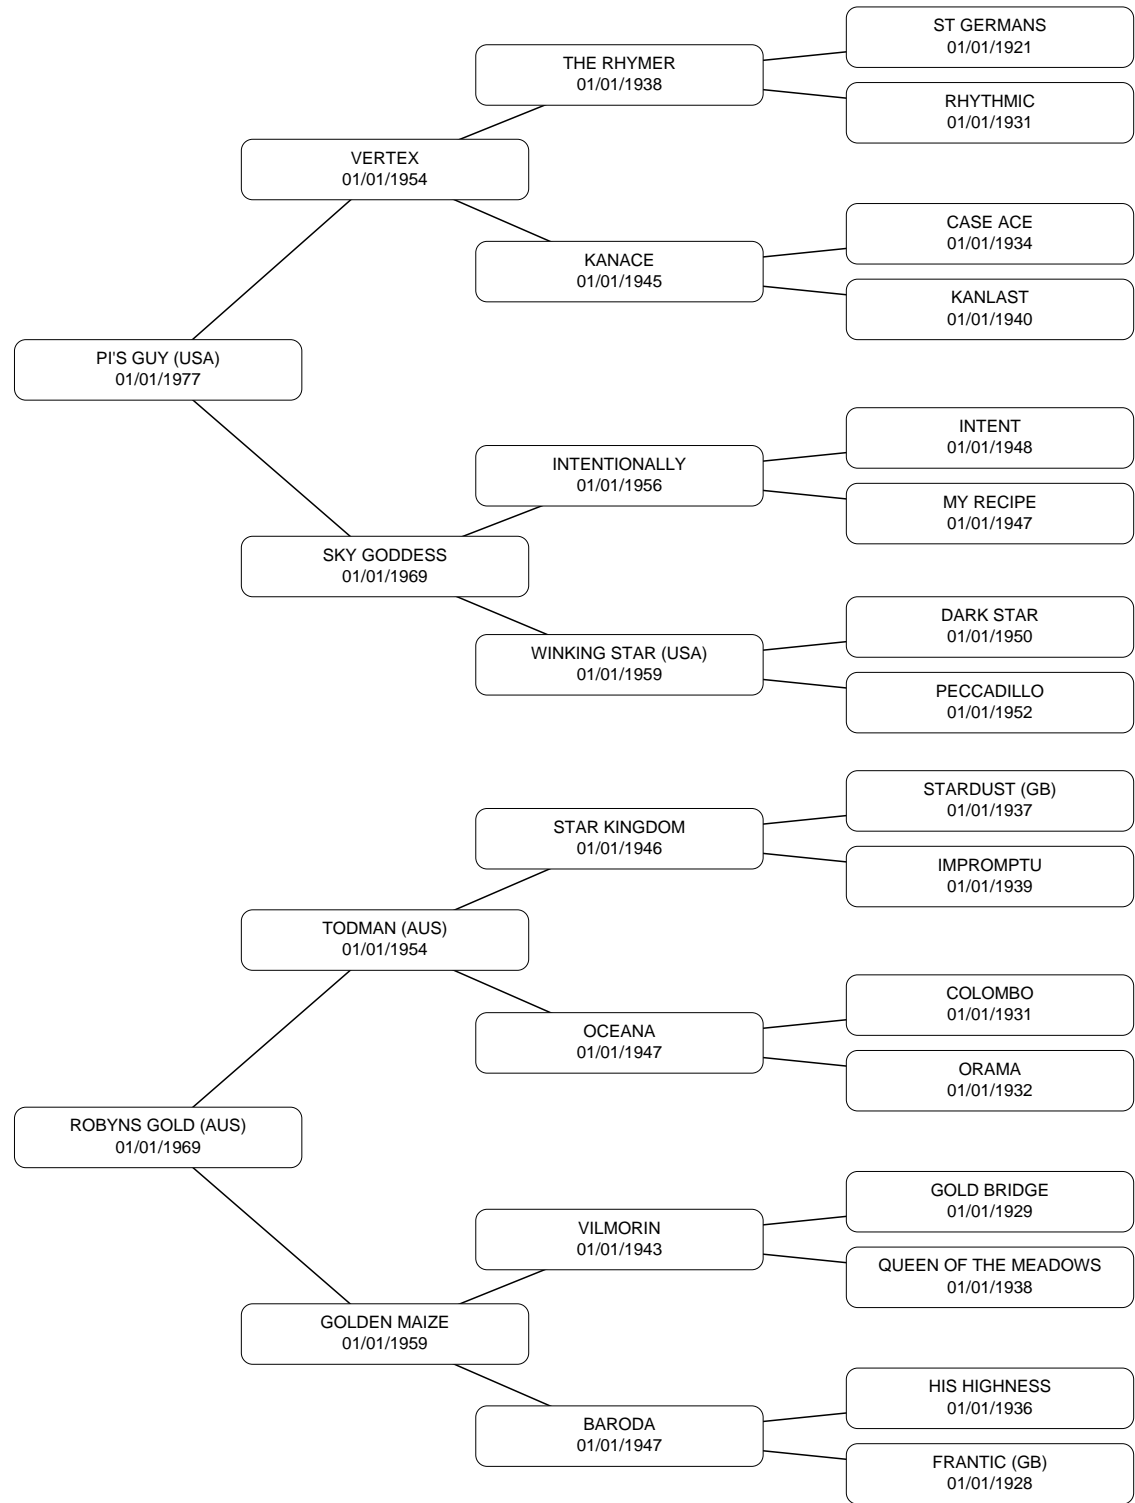 ST GERMANS
01/01/1921
THE RHYMER
01/01/1938
RHYTHMIC
01/01/1931
VERTEX
01/01/1954
CASE ACE
01/01/1934
KANACE
01/01/1945
KANLAST
01/01/1940
PI'S GUY (USA)
01/01/1977
INTENT
01/01/1948
INTENTIONALLY
01/01/1956
MY RECIPE
01/01/1947
SKY GODDESS
01/01/1969
DARK STAR
01/01/1950
WINKING STAR (USA)
01/01/1959
PECCADILLO
01/01/1952
STARDUST (GB)
01/01/1937
STAR KINGDOM
01/01/1946
IMPROMPTU
01/01/1939
TODMAN (AUS)
01/01/1954
COLOMBO
01/01/1931
OCEANA
01/01/1947
ORAMA
01/01/1932
ROBYNS GOLD (AUS)
01/01/1969
GOLD BRIDGE
01/01/1929
VILMORIN
01/01/1943
QUEEN OF THE MEADOWS
01/01/1938
GOLDEN MAIZE
01/01/1959
HIS HIGHNESS
01/01/1936
BARODA
01/01/1947
FRANTIC (GB)
01/01/1928